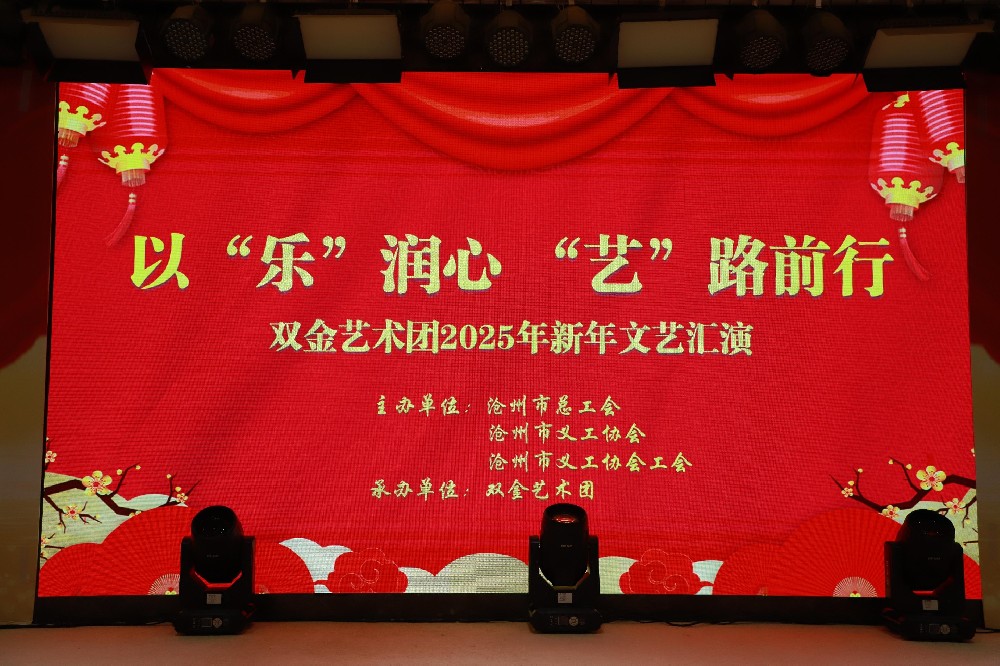 以“乐”润心 “艺”路前行
双金艺术团2025年新年文艺汇演
主办单位：沧州市总工会
沧州市义工协会
沧州市义工协会工会
承办单位：双金艺术团